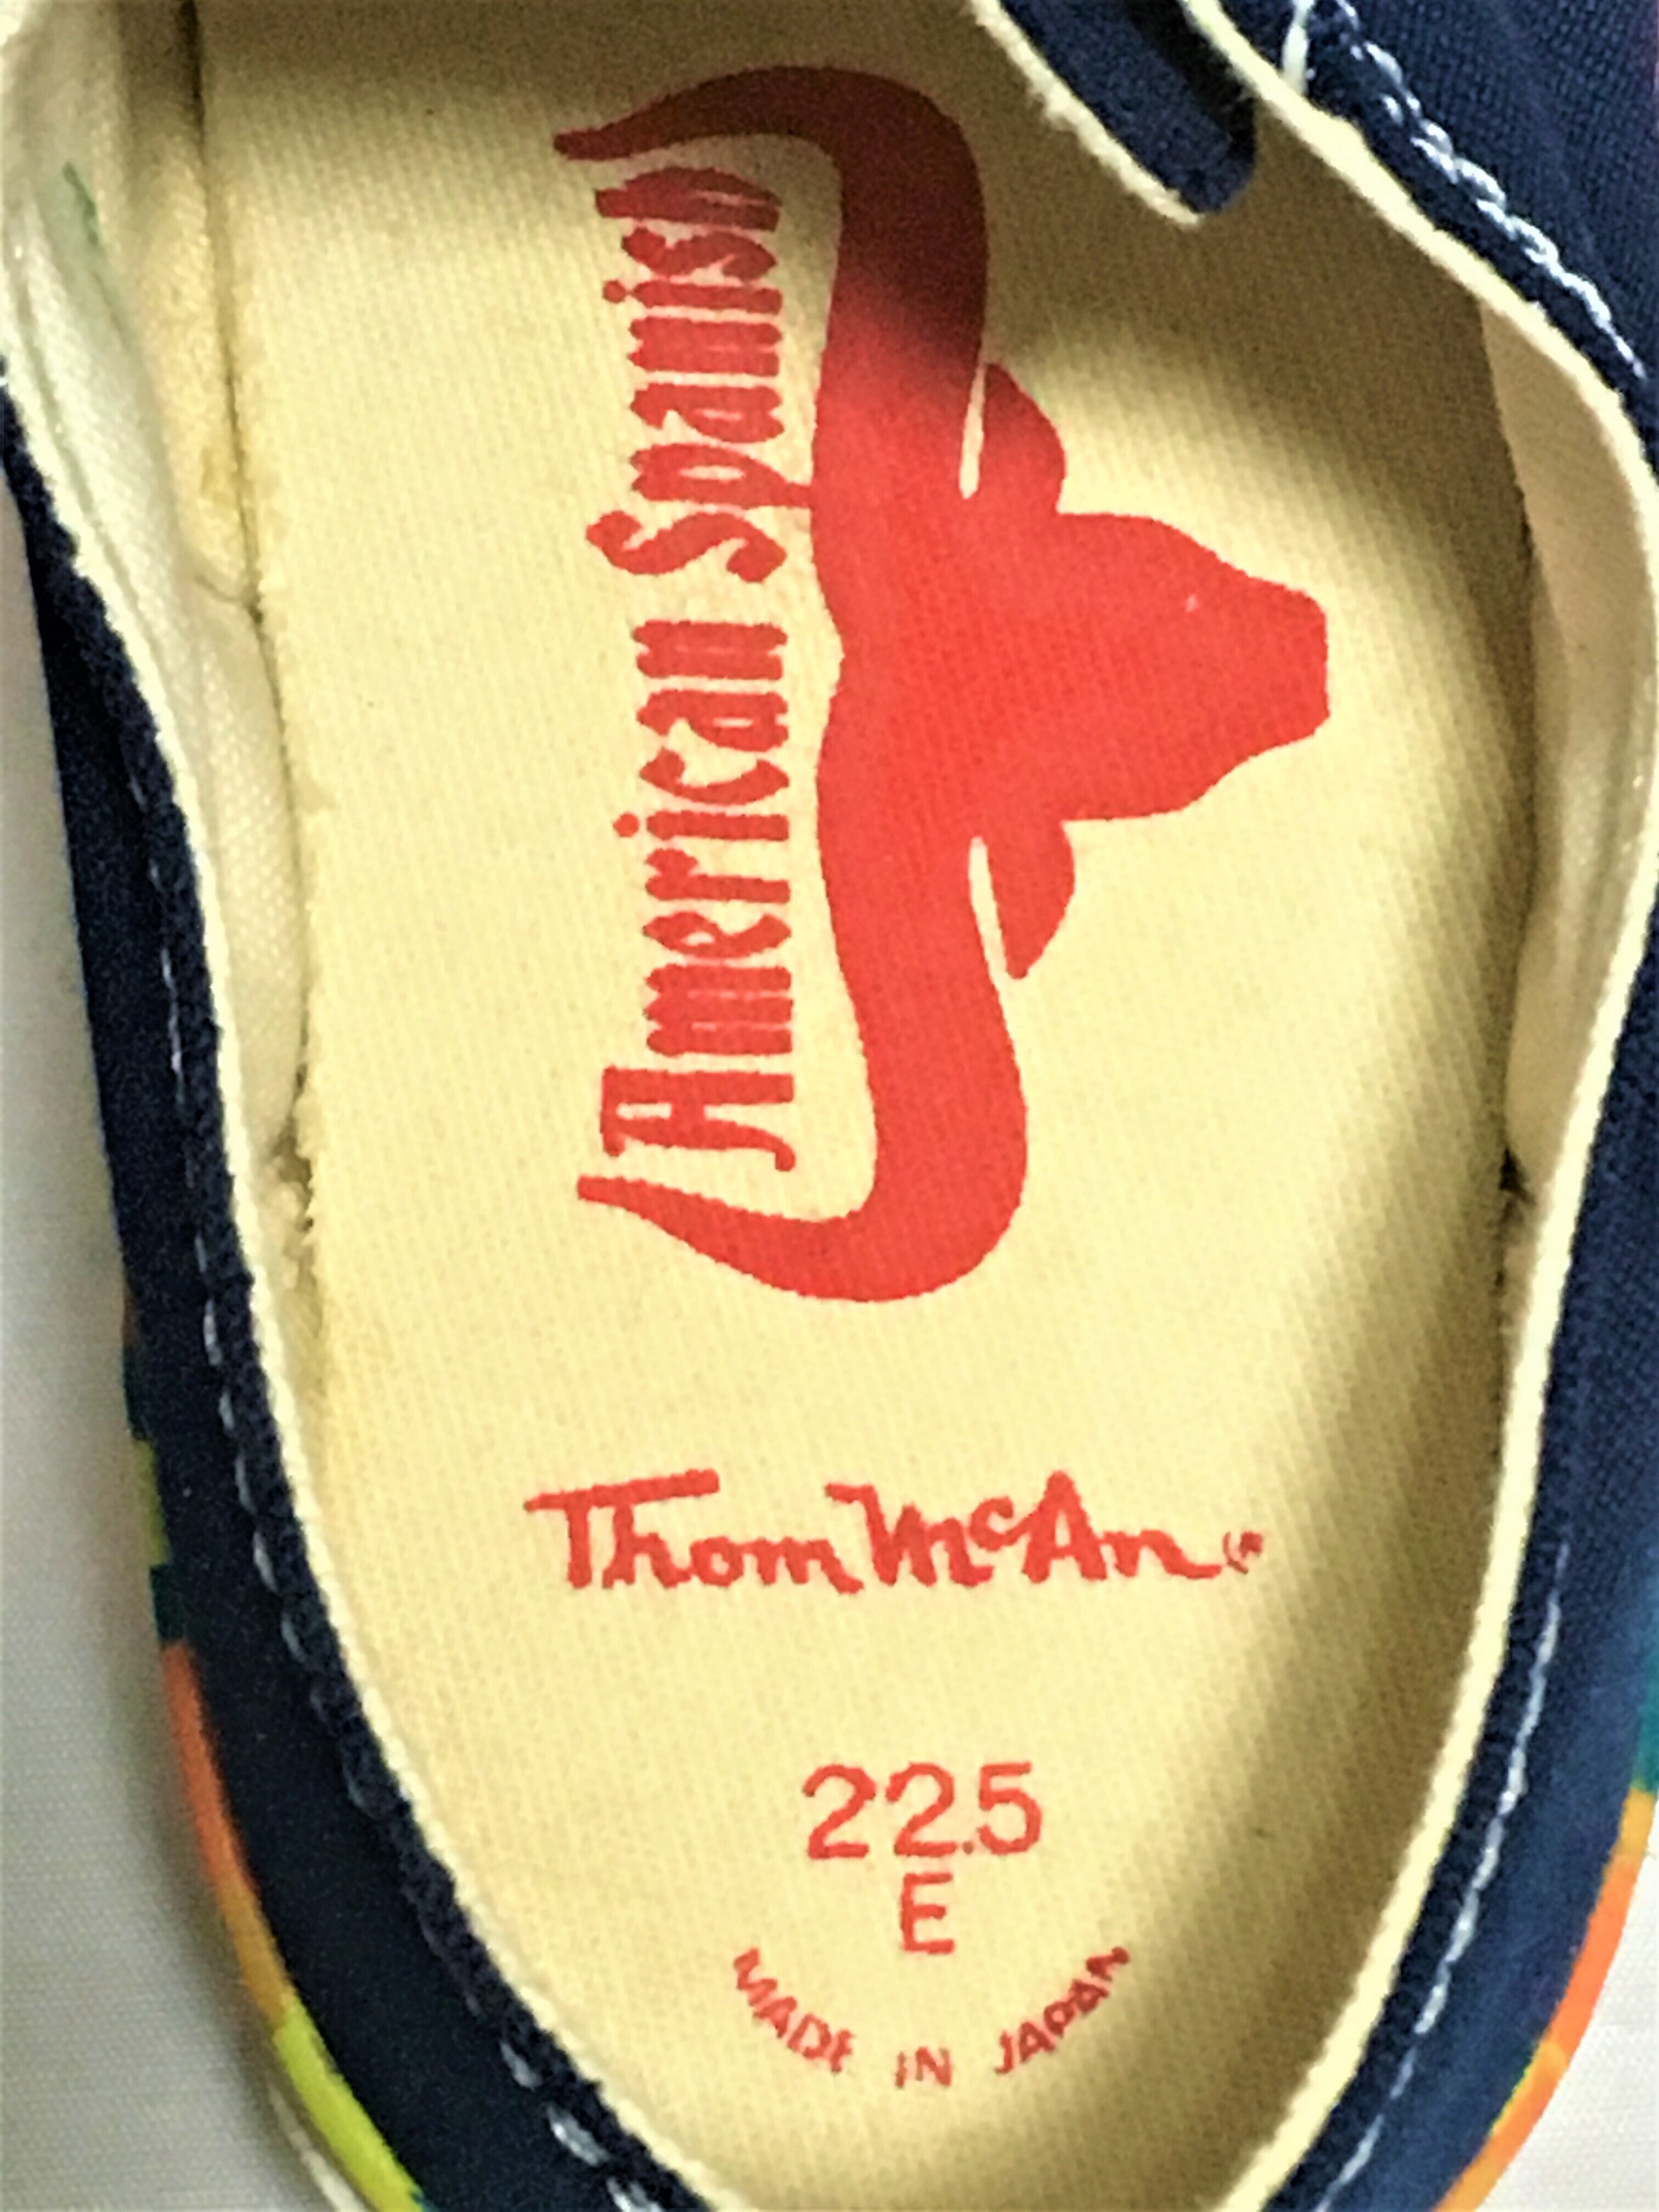 American Spanish
Thom McAn®
22.5
E
MADE IN JAPAN